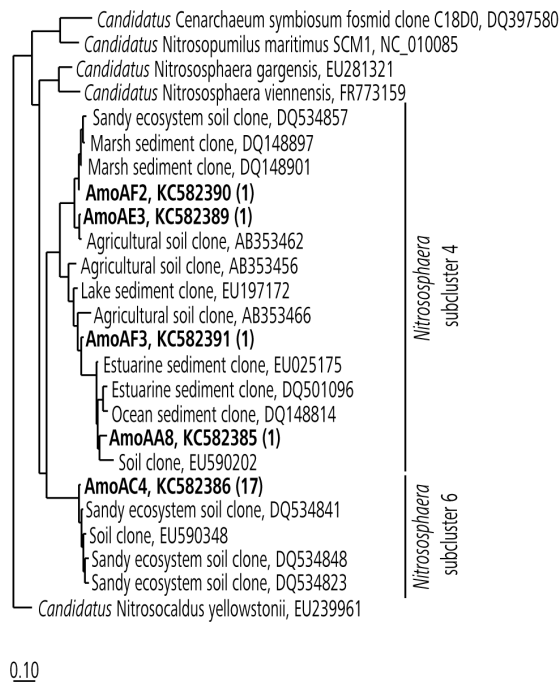 Candidatus Cenarchaeum symbiosum fosmid clone C18D0, DQ397580
Candidatus Nitrosopumilus maritimus SCM1, NC_010085
Candidatus Nitrososphaera gargensis, EU281321
Candidatus Nitrososphaera viennensis, FR773159
Sandy ecosystem soil clone, DQ534857
Marsh sediment clone, DQ148897
Marsh sediment clone, DQ148901
AmoAF2, KC582390 (1)
AmoAE3, KC582389 (1)
Agricultural soil clone, AB353462
Agricultural soil clone, AB353456
Lake sediment clone, EU197172
Agricultural soil clone, AB353466
AmoAF3, KC582391 (1)
Estuarine sediment clone, EU025175
Estuarine sediment clone, DQ501096
Ocean sediment clone, DQ148814
AmoAA8, KC582385 (1)
Soil clone, EU590202
Nitrososphaera
subcluster 4
AmoAC4, KC582386 (17)
Sandy ecosystem soil clone, DQ534841
Soil clone, EU590348
Sandy ecosystem soil clone, DQ534848
Sandy ecosystem soil clone, DQ534823
Nitrososphaera
subcluster 6
Candidatus Nitrosocaldus yellowstonii, EU239961
0.10